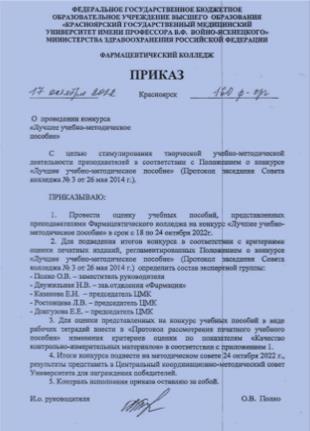 ФЕДЕРАЛЬНОЕ ГОСУДАРСТВЕННОЕ БЮДЖЕТНОЕ
ОБРАЗОВАТЕЛЬНОЕ УЧРЕЖДЕНИЕ ВЫСШЕГО ОБРАЗОВАНИЯ
«КРАСНОЯРСКИЙ ГОСУДАРСТВЕННЫЙ МЕДИЦИНСКИЙ
УНИВЕРСИТЕТ ИМЕНИ ПРОФЕССОРА В.Ф. ВОЙНО-ЯСЕНЕЦКОГО»
МИНИСТЕРСТВА ЗДРАВООХРАНЕНИЯ РОССИЙСКОЙ ФЕДЕРАЦИИ
ФАРМАЦЕВТИЧЕСКИЙ КОЛЛЕДЖ
ПРИКАЗ
17 октября Красноярск 160
О проведении конкурса
«Лучшее учебно-методическое
пособие»
С целью стимулирования творческой учебно-методической
деятельности преподавателей в соответствии с Положением о конкурсе
«Лучшее учебно-методическое пособие» (Протокол заседания Совета
колледжа № 3 от 26 мая 2014 г.).
ПРИКАЗЫВАЮ:
1. Провести оценку учебных пособий, представленных
преподавателями Фармацевтического колледжа на конкурс «Лучшее учебно-
методическое пособие» в срок с 18 по 24 октября 2022г.
2. Для подведения итогов конкурса в соответствии с критериями
оценки печатных изданий, регламентированных Положением о конкурсе
«Лучшее учебно-методическое пособие» (Протокол заседания Совета
колледжа № 3 от 26 мая 2014 г.) определить состав экспертной группы:
- Полно О.В. – заместитель руководителя
- Двужильная Н.В. – зав.отделения «Фармация»
- Казакова Е.Н. – председатель ЦМК
- Ростовцева Л.В. – председатель ЦМК
- Донгузова Е.Е. – председатель ЦМК
3. Для оценки представленных на конкурс учебных пособий в виде
рабочих тетрадей внести в «Протокол рассмотрения печатного учебного
пособия» изменения критериев оценки по показателям «Качество
контрольно-измерительных материалов» в соответствии с приложением 1.
4. Итоги конкурса подвести на методическом совете 24 октября 2022 г.,
результаты представить в Центральный координационно-методический совет
Университета для награждения победителей.
5. Контроль исполнения приказа оставляю за собой.
И.о. руководителя О.В. Полно